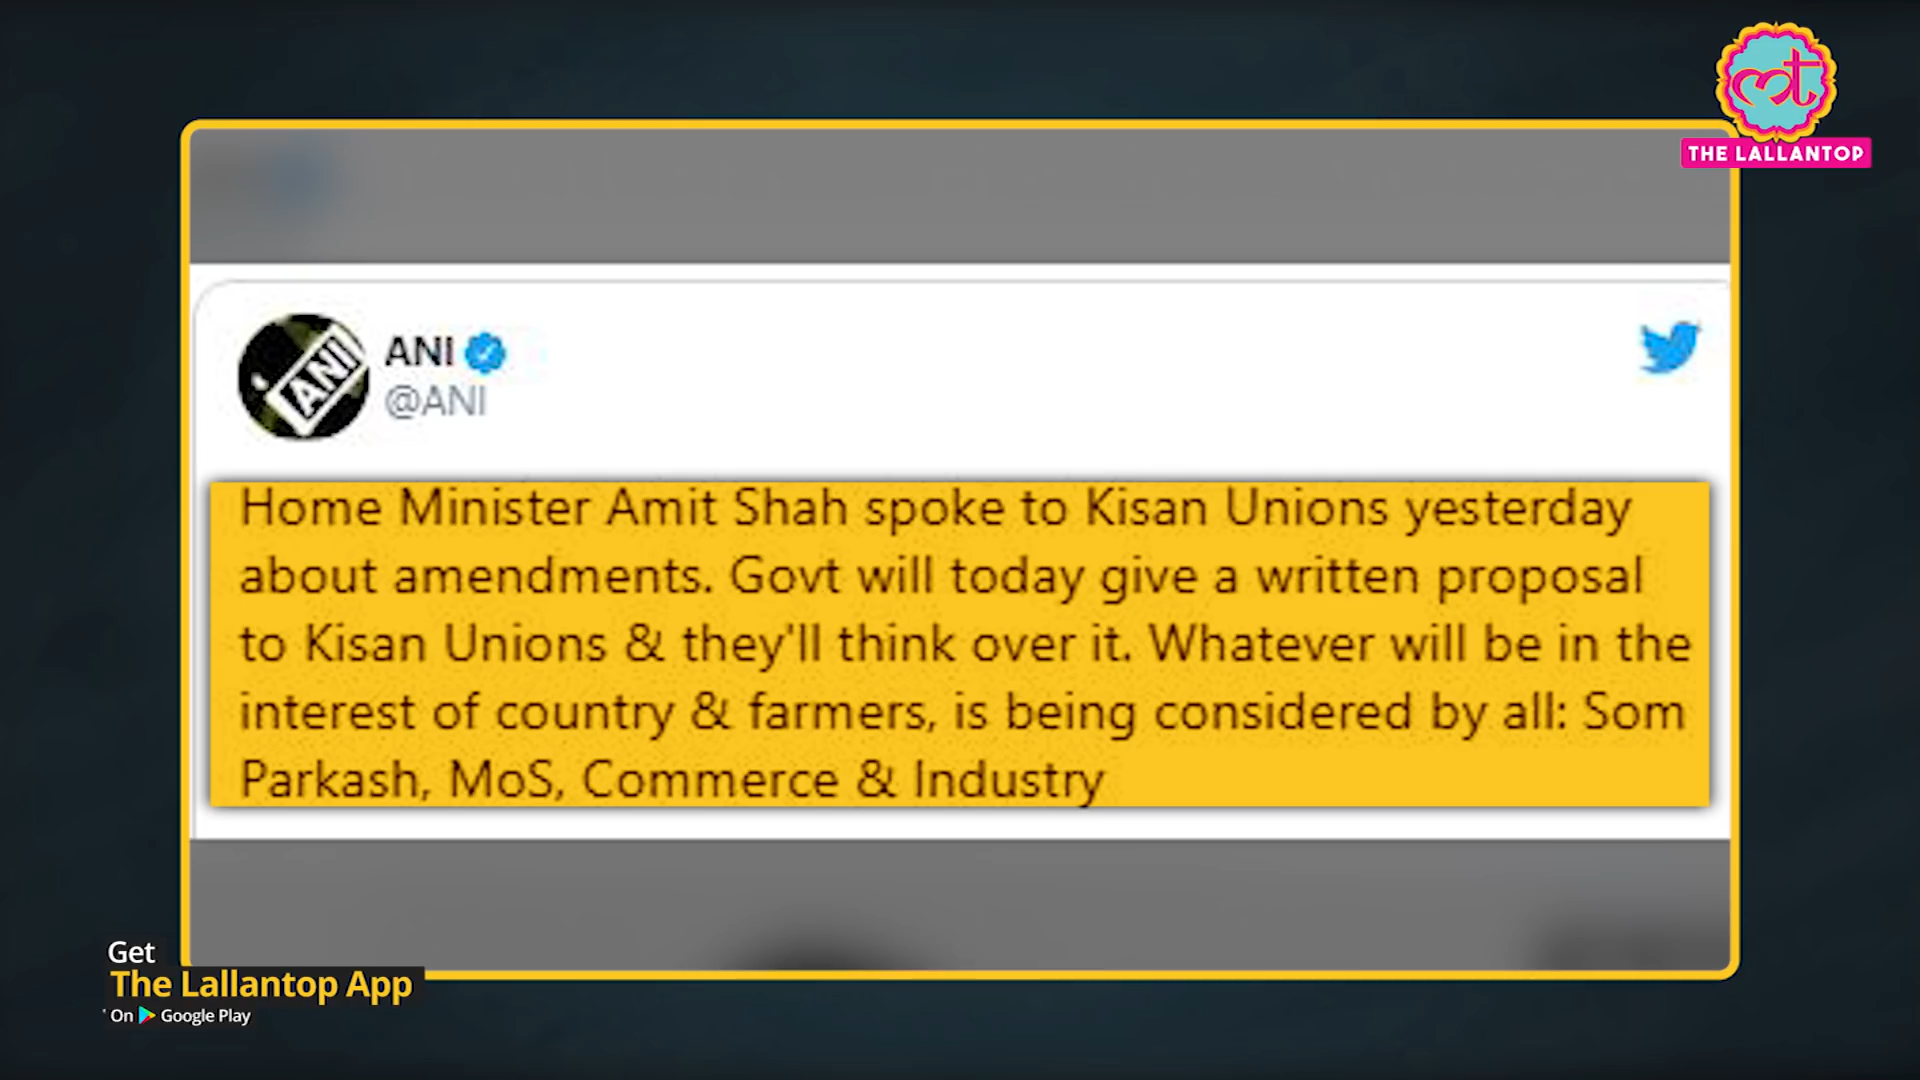 THE LALLANTOP
ANI
ANI
@ANI
Home Minister Amit Shah spoke to Kisan Unions yesterday
about amendments. Govt will today give a written proposal
to Kisan Unions & they'll think over it. Whatever will be in the
interest of country & farmers, is being considered by all: Som
Parkash, MoS, Commerce & Industry
Get
The Lallantop App
On Google Play